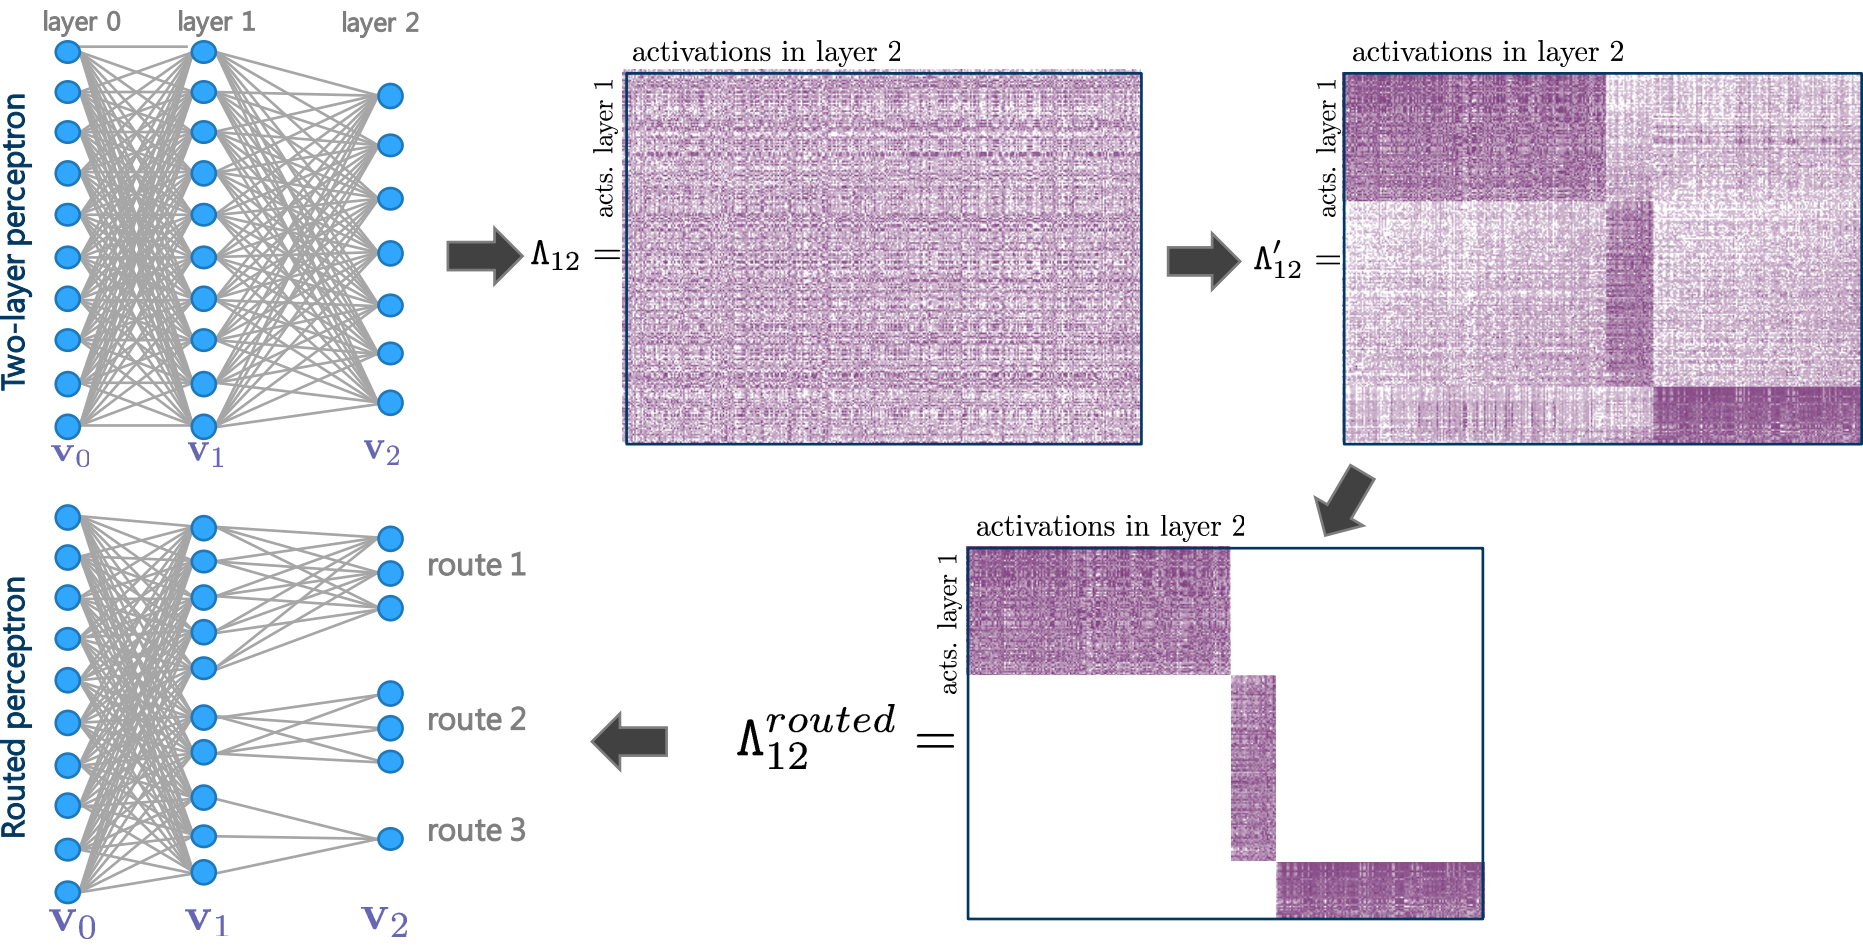 layer 0
layer 1
layer 2
Two-layer perceptron
v₀
v₁
v₂
activations in layer 2
acts. layer 1
Λ₁₂ =
activations in layer 2
acts. layer 1
Λ′₁₂ =
activations in layer 2
acts. layer 1
Λ₁₂^{routed} =
Routed perceptron
route 1
route 2
route 3
v₀
v₁
v₂